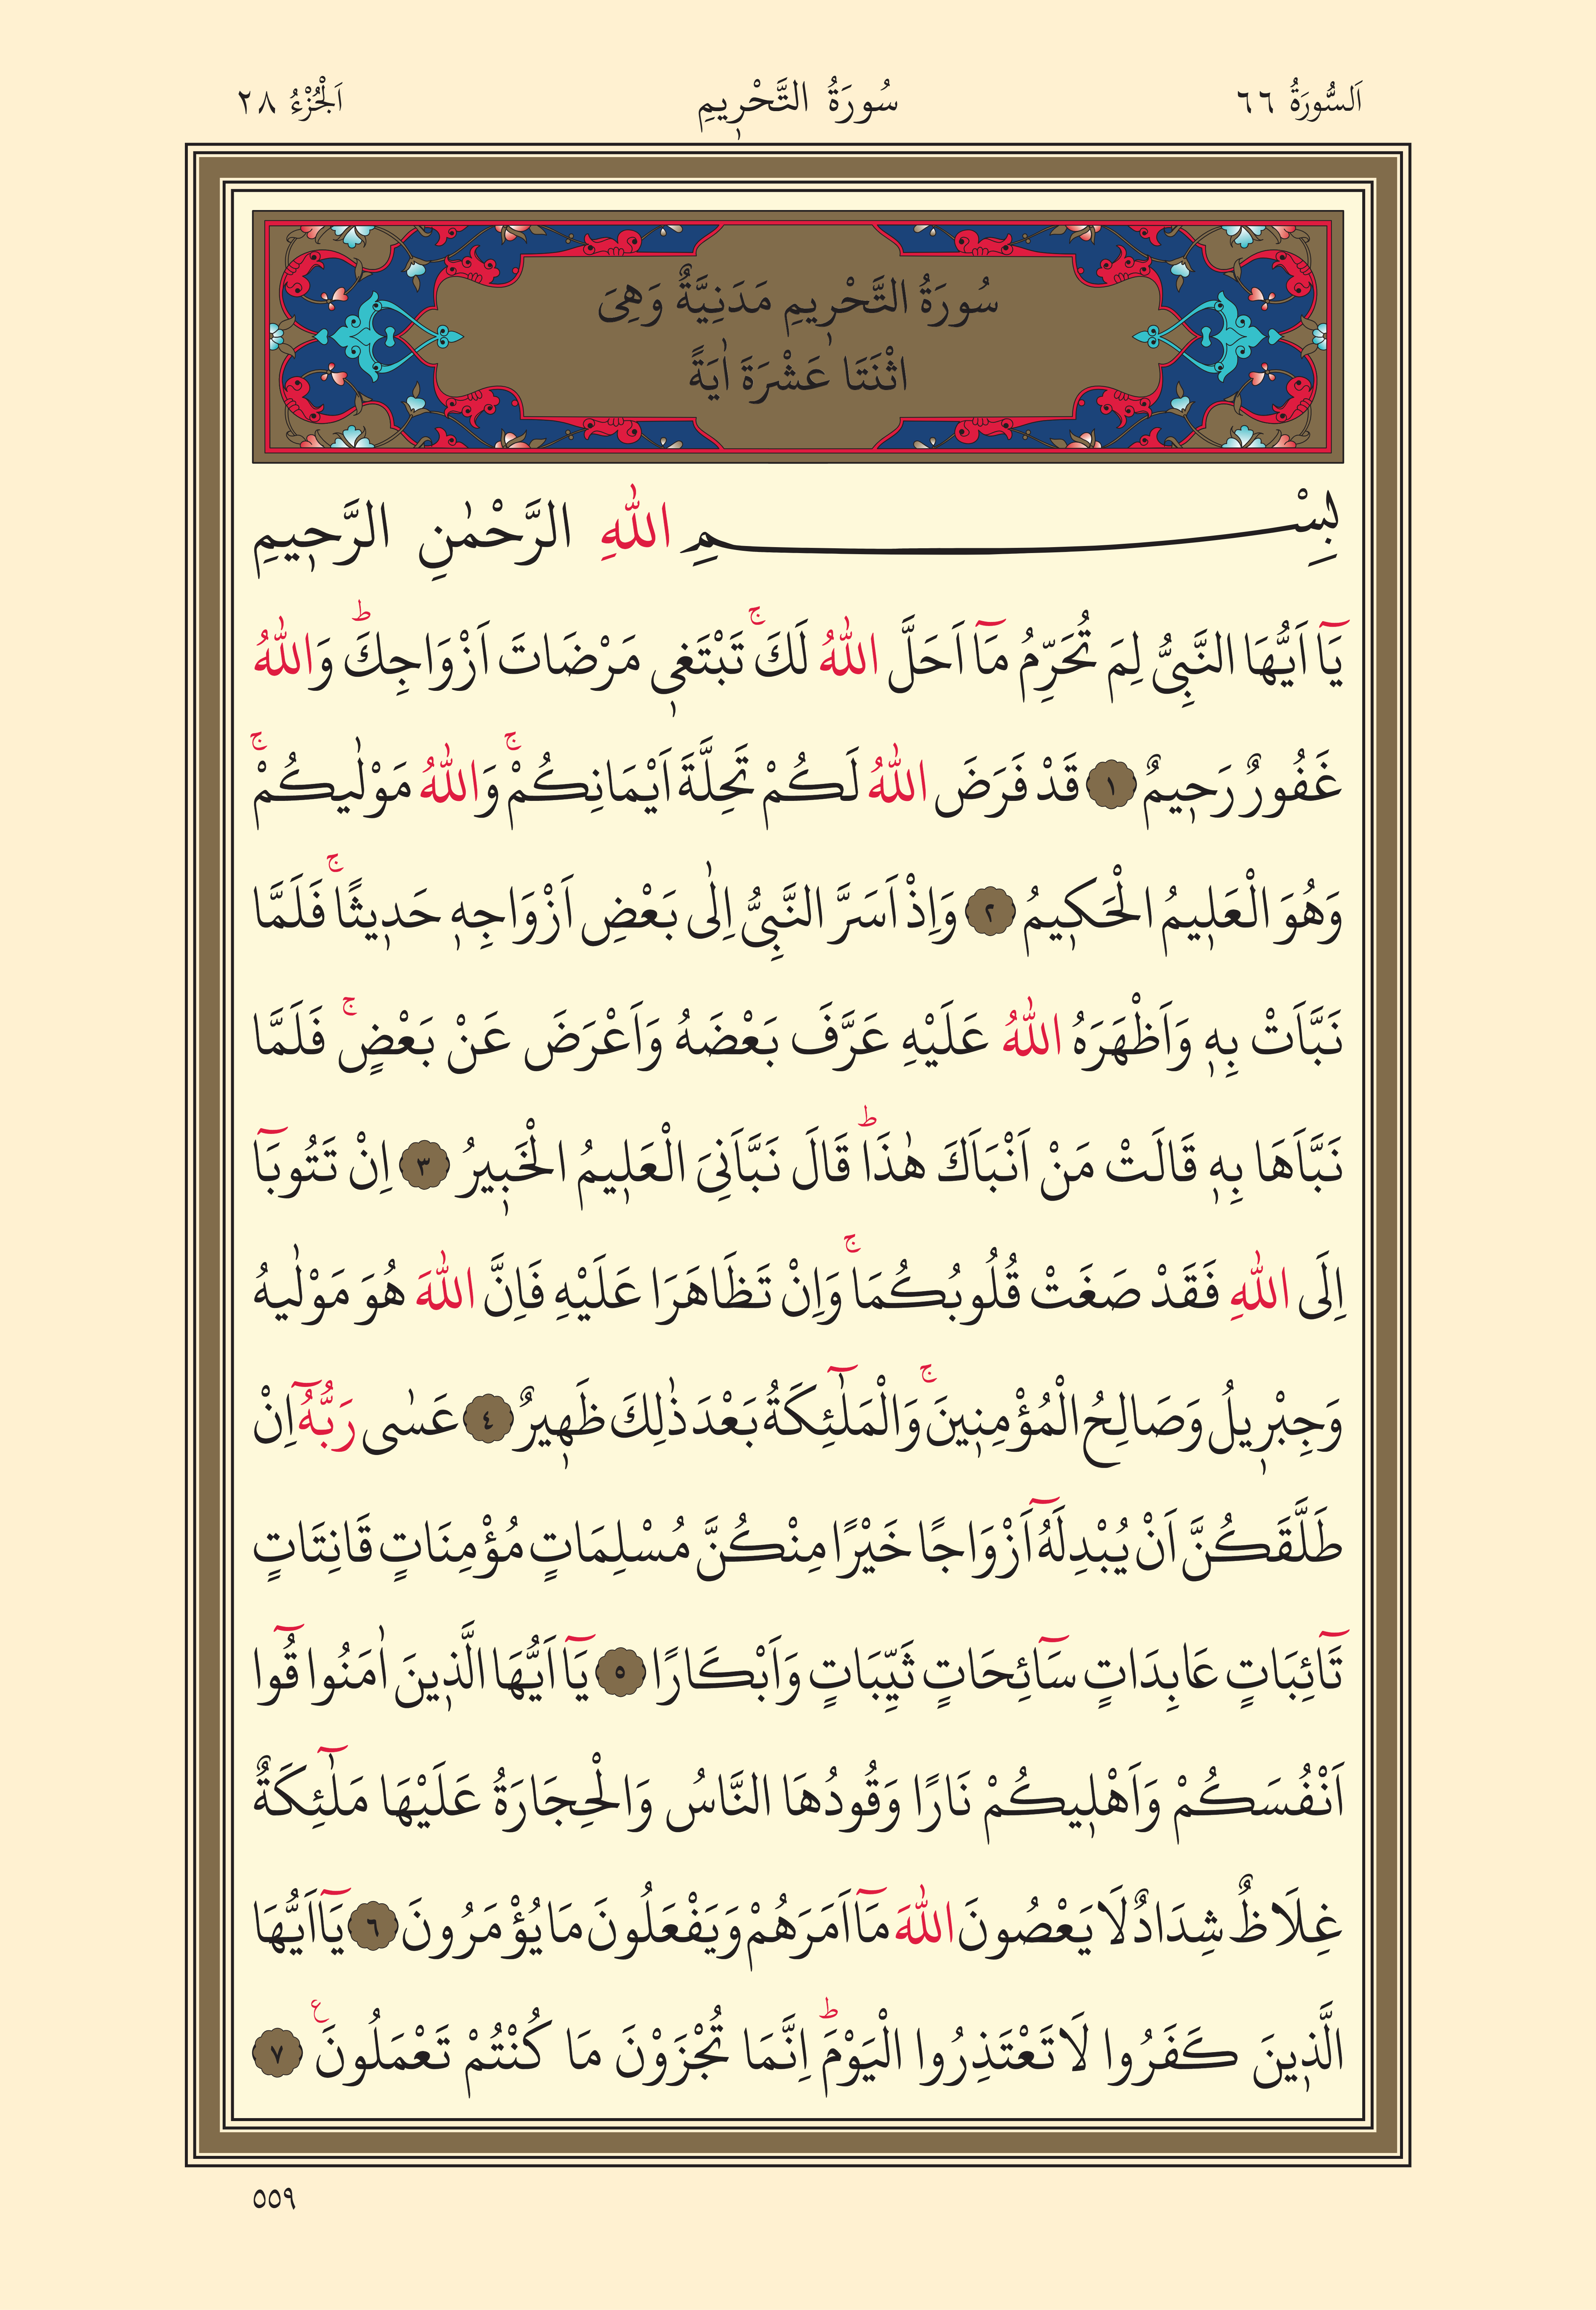 اَلسُّورَةُ ٦٦ سُورَةُ التَّحْرٖيمِ اَلْجُزْءُ ٢٨
سُورَةُ التَّحْرٖيمِ مَدَنِيَّةٌ وَهِىَ
اثْنَتَا عَشْرَةَ اٰيَةً
بِسْمِ اللّٰهِ الرَّحْمٰنِ الرَّحٖيمِ
يَٓا اَيُّهَا النَّبِىُّ لِمَ تُحَرِّمُ مَٓا اَحَلَّ اللّٰهُ لَكَۚ تَبْتَغٖى مَرْضَاتَ اَزْوَاجِكَؕ وَاللّٰهُ
غَفُورٌ رَحٖيمٌ ﴿١﴾ قَدْ فَرَضَ اللّٰهُ لَكُمْ تَحِلَّةَ اَيْمَانِكُمْۚ وَاللّٰهُ مَوْلٰيكُمْۚ
وَهُوَ الْعَلٖيمُ الْحَكٖيمُ ﴿٢﴾ وَاِذْ اَسَرَّ النَّبِىُّ اِلٰى بَعْضِ اَزْوَاجِهٖ حَدٖيثًاۚ فَلَمَّا
نَبَّاَتْ بِهٖ وَاَظْهَرَهُ اللّٰهُ عَلَيْهِ عَرَّفَ بَعْضَهُ وَاَعْرَضَ عَنْ بَعْضٍۚ فَلَمَّا
نَبَّاَهَا بِهٖ قَالَتْ مَنْ اَنْبَاَكَ هٰذَاؕ قَالَ نَبَّاَنِىَ الْعَلٖيمُ الْخَبٖيرُ ﴿٣﴾ اِنْ تَتُوبَٓا
اِلَى اللّٰهِ فَقَدْ صَغَتْ قُلُوبُكُمَاۚ وَاِنْ تَظَاهَرَا عَلَيْهِ فَاِنَّ اللّٰهَ هُوَ مَوْلٰيهُ
وَجِبْرٖيلُ وَصَالِحُ الْمُؤْمِنٖينَۚ وَالْمَلٰٓئِكَةُ بَعْدَ ذٰلِكَ ظَهٖيرٌ ﴿٤﴾ عَسٰى رَبُّهُٓ اِنْ
طَلَّقَكُنَّ اَنْ يُبْدِلَهُٓ اَزْوَاجًا خَيْرًا مِنْكُنَّ مُسْلِمَاتٍ مُؤْمِنَاتٍ قَانِتَاتٍ
تَٓائِبَاتٍ عَابِدَاتٍ سَٓائِحَاتٍ ثَيِّبَاتٍ وَاَبْكَارًا ﴿٥﴾ يَٓا اَيُّهَا الَّذٖينَ اٰمَنُوا قُٓوا
اَنْفُسَكُمْ وَاَهْلٖيكُمْ نَارًا وَقُودُهَا النَّاسُ وَالْحِجَارَةُ عَلَيْهَا مَلٰٓئِكَةٌ
غِلَاظٌ شِدَادٌ لَا يَعْصُونَ اللّٰهَ مَٓا اَمَرَهُمْ وَيَفْعَلُونَ مَا يُؤْمَرُونَ ﴿٦﴾ يَٓا اَيُّهَا
الَّذٖينَ كَفَرُوا لَا تَعْتَذِرُوا الْيَوْمَؕ اِنَّمَا تُجْزَوْنَ مَا كُنْتُمْ تَعْمَلُونَ ع ﴿٧﴾
٥٥٩